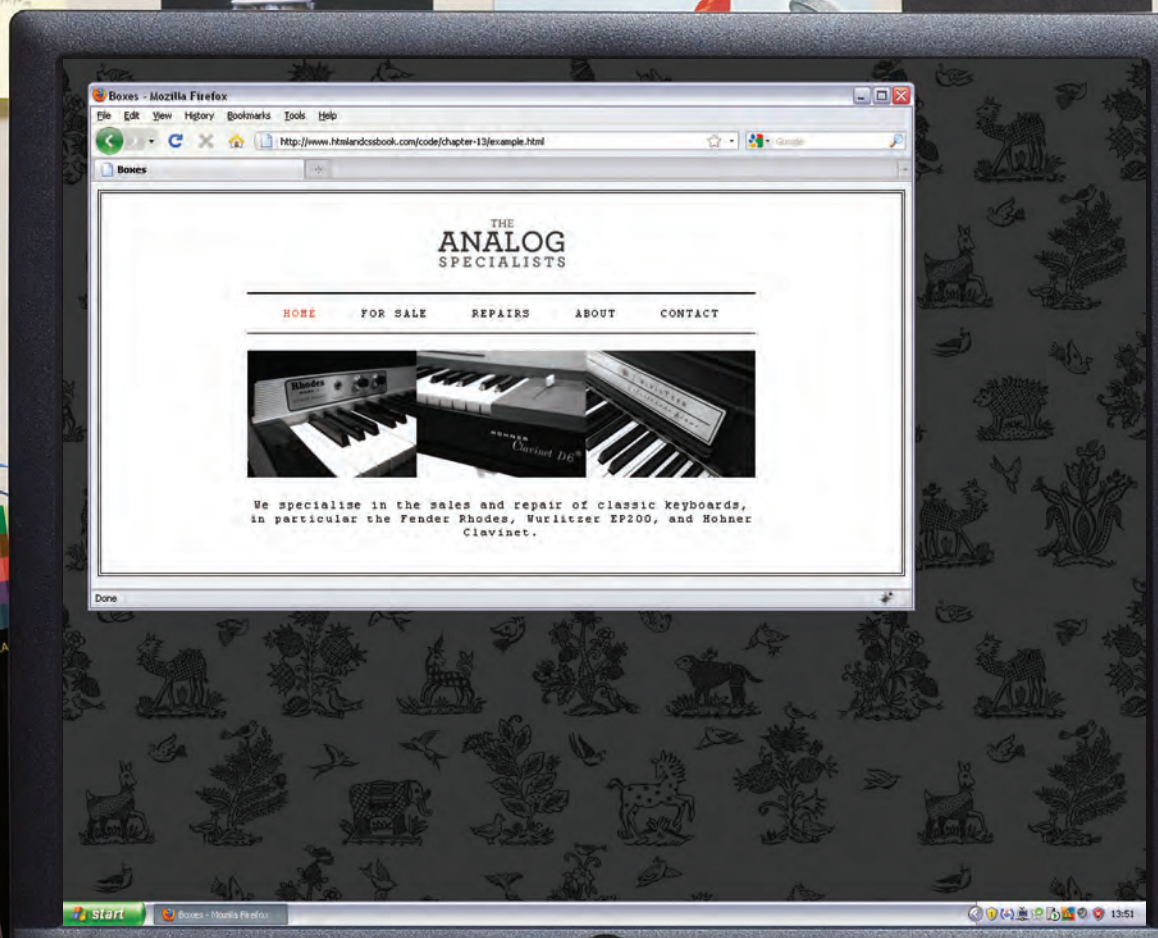 Boxes - Mozilla Firefox
File Edit View History Bookmarks Tools Help
http://www.htmlandcssbook.com/code/chapter-13/example.html
Google
Boxes
THE
ANALOG
SPECIALISTS
HOME FOR SALE REPAIRS ABOUT CONTACT
Rhodes
WURLITZER
HOHNER
Clavinet D6
We specialise in the sales and repair of classic keyboards,
in particular the Fender Rhodes, Wurlitzer EP200, and Hohner
Clavinet.
Done
start
Boxes - Mozilla Firefox
13:51